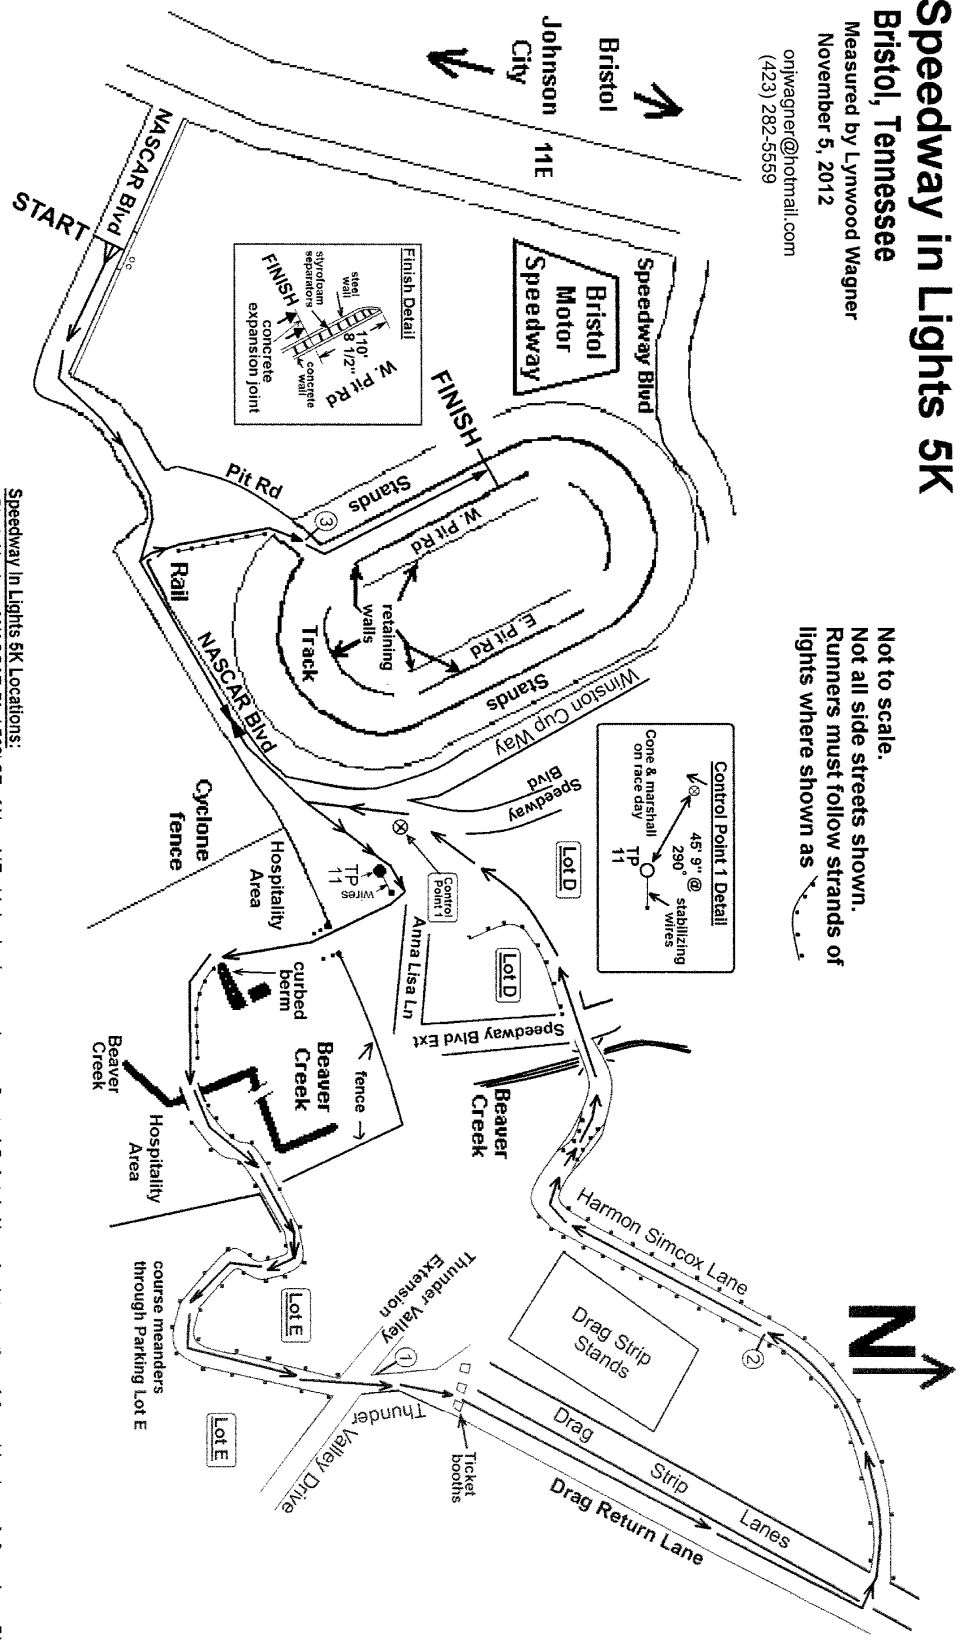 Speedway in Lights 5K
Bristol, Tennessee
Measured by Lynwood Wagner
November 5, 2012
onjwagner@hotmail.com
(423) 282-5559
Not to scale.
Not all side streets shown.
Runners must follow strands of
lights where shown as
N
Bristol
Johnson
City
11E
Speedway Blvd
Bristol
Motor
Speedway
NASCAR Blvd
START
Finish Detail
steel
wall
styrofoam
separators
FINISH
110'
8 1/2"
W. Pit Rd
concrete
wall
concrete
expansion joint
FINISH
Stands
Pit Rd
3
W. Pit Rd
retaining
walls
E. Pit Rd
Track
Stands
Winston Cup Way
Rail
NASCAR Blvd
Speedway
Blvd
Control Point 1 Detail
45' 9" @
290°
Cone & marshall
on race day
TP
11
stabilizing
wires
Lot D
Control
Point 1
TP
11
wires
Cyclone
fence
Hospitality
Area
Anna Lisa Ln
Lot D
Speedway Blvd Ext
curbed
berm
Beaver
Creek
fence
Beaver
Creek
Beaver
Creek
Hospitality
Area
Harmon Simcox Lane
2
Drag Strip
Stands
Thunder Valley
Extension
Lot E
1
course meanders
through Parking Lot E
Lot E
Thunder Valley Drive
Ticket
booths
Drag Strip Lanes
Drag Return Lane
Speedway In Lights 5K Locations: